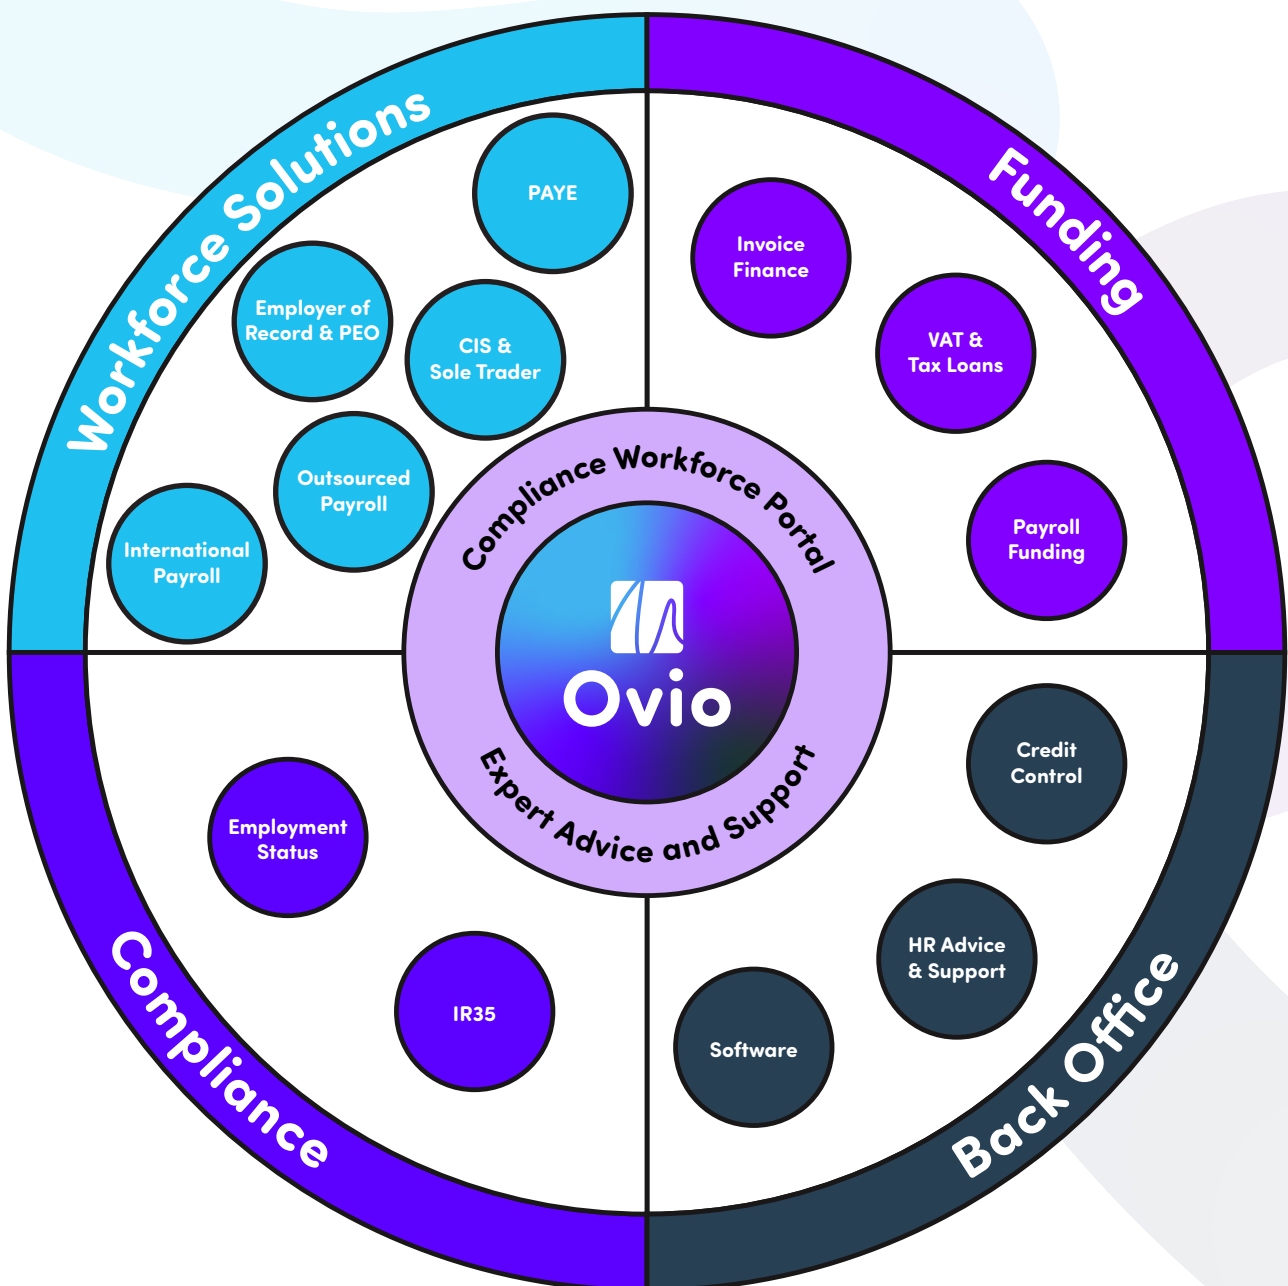 Workforce Solutions
PAYE
Employer of
Record & PEO
CIS &
Sole Trader
Outsourced
Payroll
International
Payroll
Funding
Invoice
Finance
VAT &
Tax Loans
Payroll
Funding
Compliance Workforce Portal
Ovio
Expert Advice and Support
Compliance
Employment
Status
IR35
Back Office
Credit
Control
HR Advice
& Support
Software